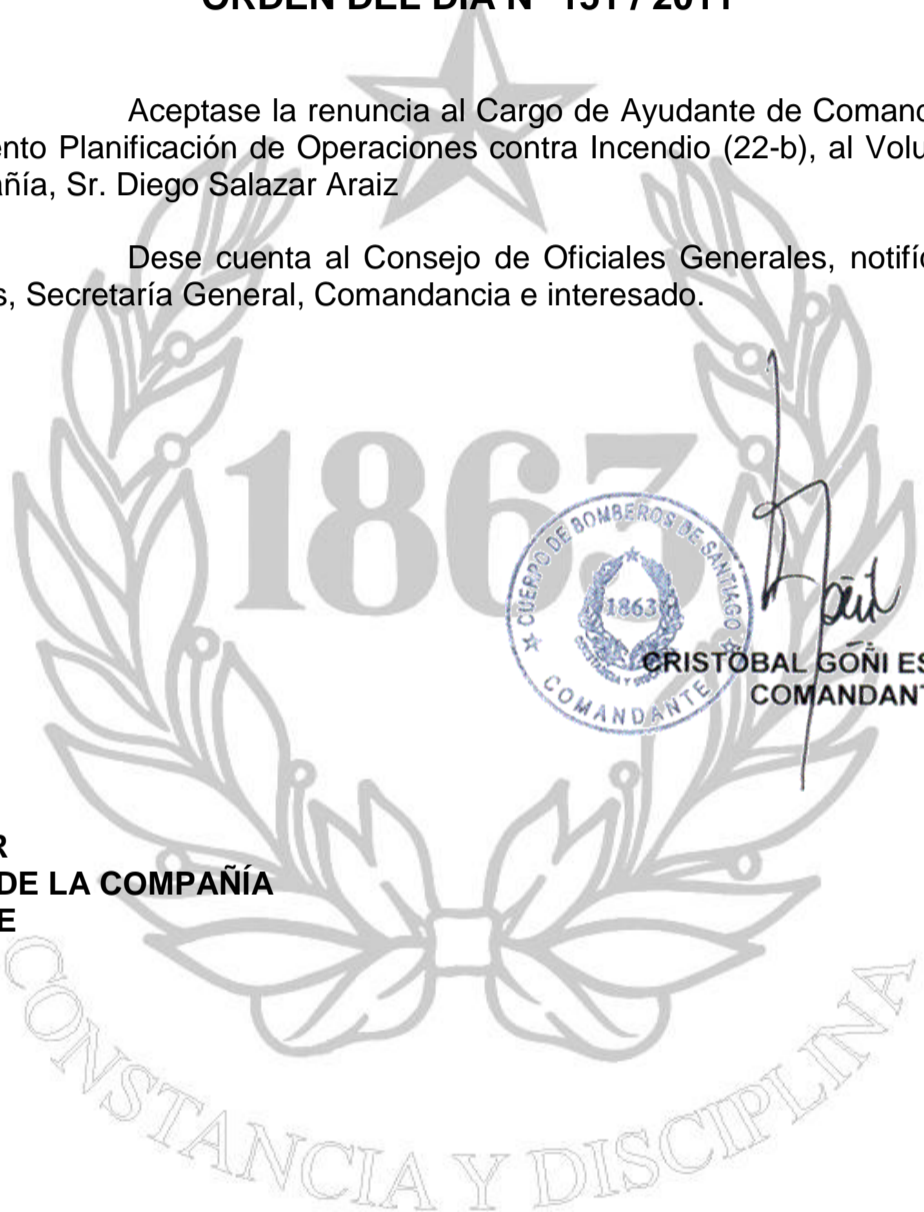 ORDEN DEL DÍA N° 151 / 2011
Aceptase la renuncia al Cargo de Ayudante de Comand
ento Planificación de Operaciones contra Incendio (22-b), al Volu
añía, Sr. Diego Salazar Araiz
Dese cuenta al Consejo de Oficiales Generales, notifíc
s, Secretaría General, Comandancia e interesado.
1863
CUERPO DE BOMBEROS DE SANTIAGO
1863
COMANDANTE
CRISTOBAL GOÑI ES
COMANDANT
R
DE LA COMPAÑÍA
E
CONSTANCIA Y DISCIPLINA